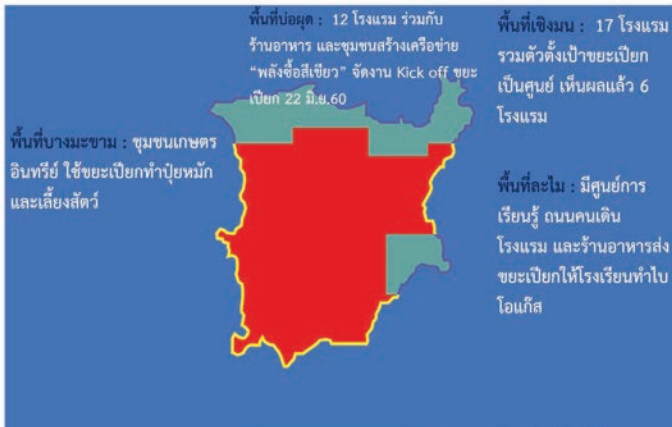 พื้นที่บ่อผุด : 12 โรงแรม ร่วมกับ
ร้านอาหาร และชุมชนสร้างเครือข่าย
“พลังซื้อสีเขียว” จัดงาน Kick off ขยะ
เปียก 22 มิ.ย.60
พื้นที่เชิงมน : 17 โรงแรม
รวมตัวตั้งเป้าขยะเปียก
เป็นศูนย์ เห็นผลแล้ว 6
โรงแรม
พื้นที่บางมะขาม : ชุมชนเกษตร
อินทรีย์ ใช้ขยะเปียกทำปุ๋ยหมัก
และเลี้ยงสัตว์
พื้นที่ละไม : มีศูนย์การ
เรียนรู้ ถนนคนเดิน
โรงแรม และร้านอาหารส่ง
ขยะเปียกให้โรงเรียนทำไบ
โอแก๊ส